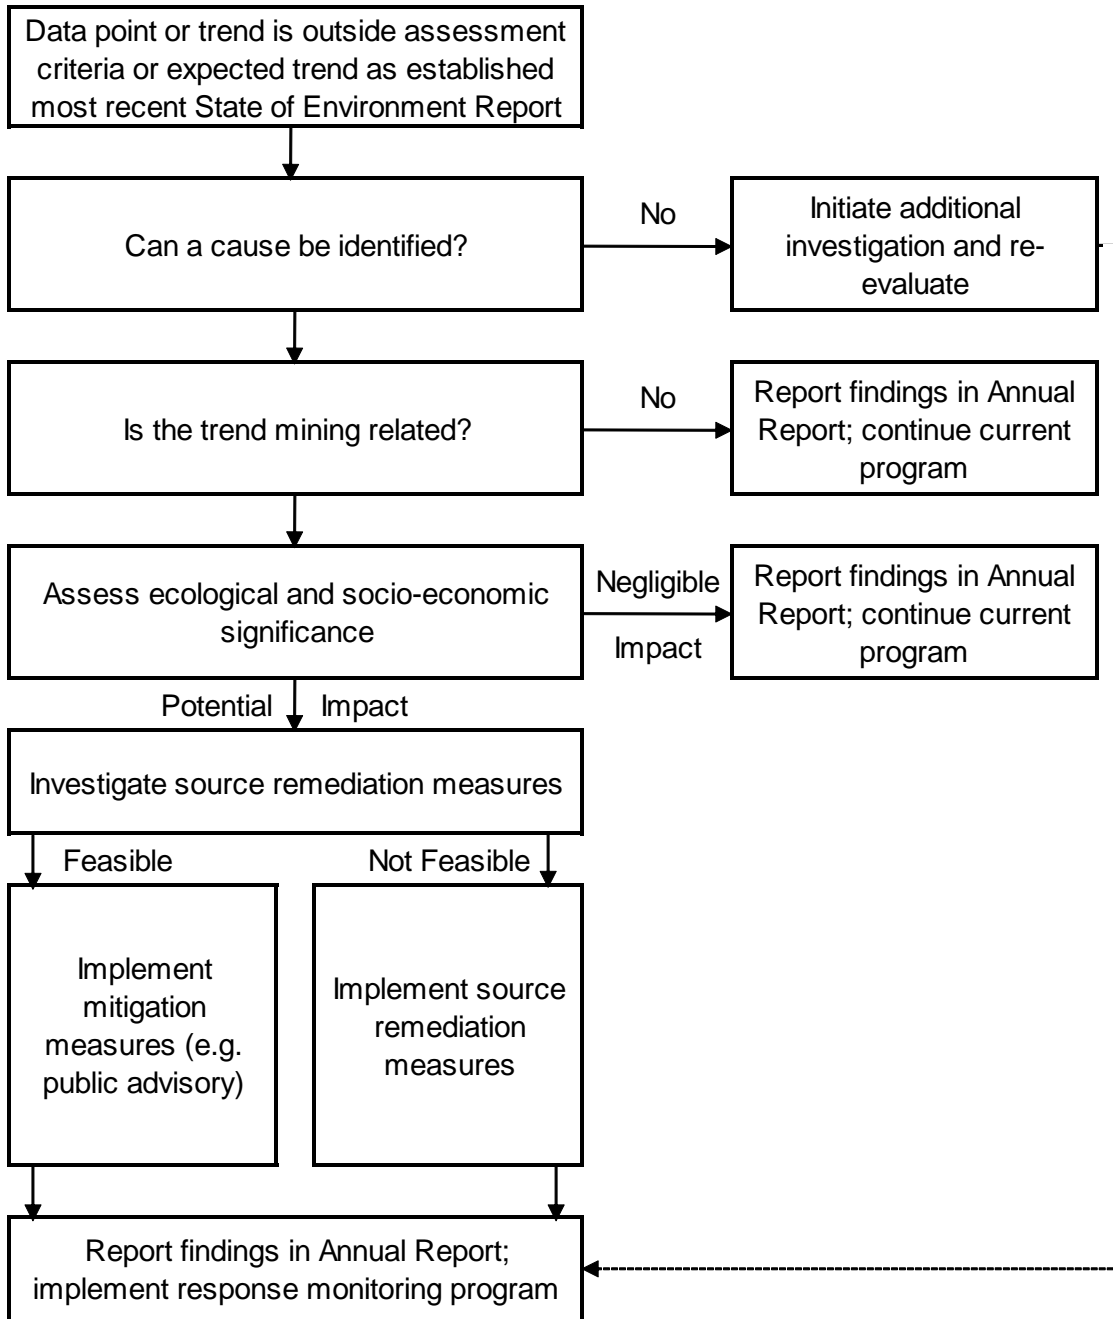 Data point or trend is outside assessment
criteria or expected trend as established
most recent State of Environment Report
Can a cause be identified?
No
Initiate additional
investigation and re-
evaluate
Is the trend mining related?
No
Report findings in Annual
Report; continue current
program
Assess ecological and socio-economic
significance
Negligible
Impact
Report findings in Annual
Report; continue current
program
Potential Impact
Investigate source remediation measures
Feasible
Not Feasible
Implement
mitigation
measures (e.g.
public advisory)
Implement source
remediation
measures
Report findings in Annual Report;
implement response monitoring program